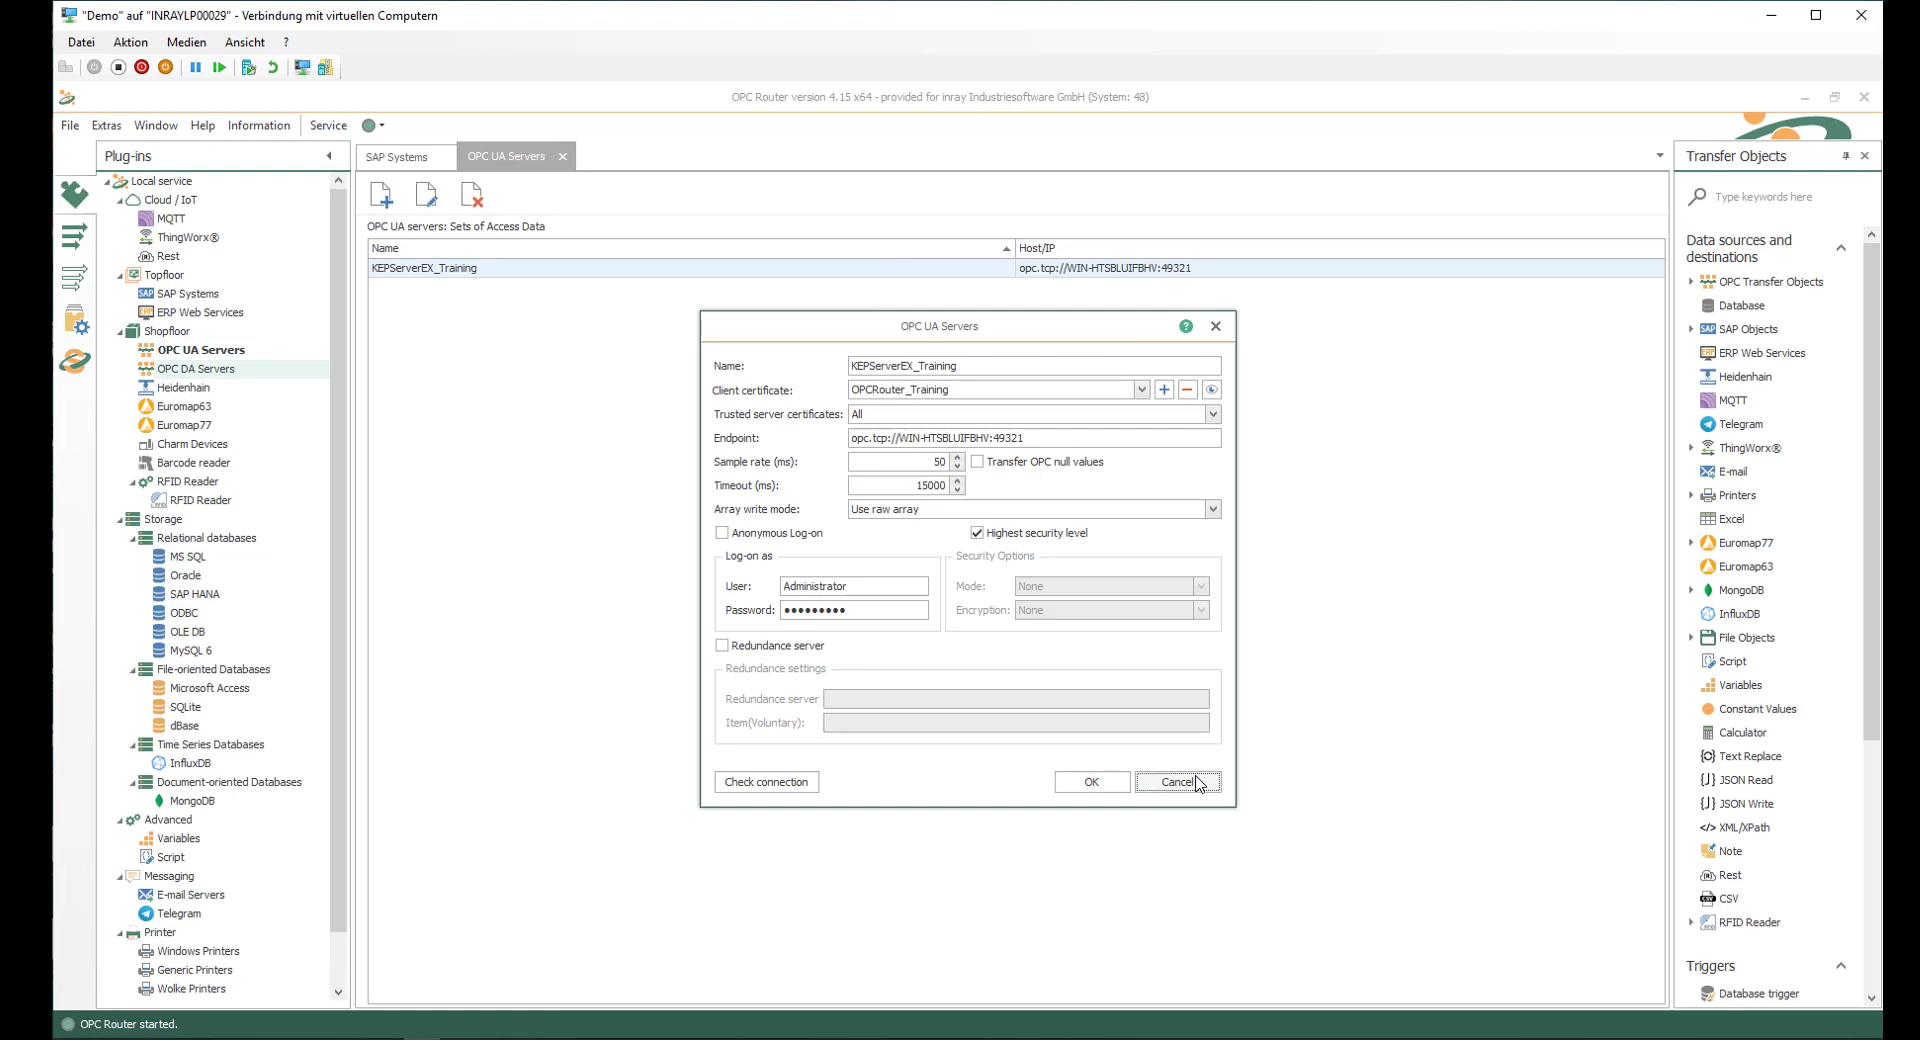 "Demo" auf "INRAYLP00029" - Verbindung mit virtuellen Computern
Datei Aktion Medien Ansicht ?
OPC Router version 4.15 x64 - provided for inray Industriesoftware GmbH (System: 48)
File Extras Window Help Information Service
Plug-ins
Local service
Cloud / IoT
MQTT
ThingWorx®
Rest
Topfloor
SAP Systems
ERP Web Services
Shopfloor
OPC UA Servers
OPC DA Servers
Heidenhain
Euromap63
Euromap77
Charm Devices
Barcode reader
RFID Reader
RFID Reader
Storage
Relational databases
MS SQL
Oracle
SAP HANA
ODBC
OLE DB
MySQL 6
File-oriented Databases
Microsoft Access
SQLite
dBase
Time Series Databases
InfluxDB
Document-oriented Databases
MongoDB
Advanced
Variables
Script
Messaging
E-mail Servers
Telegram
Printer
Windows Printers
Generic Printers
Wolke Printers
SAP Systems OPC UA Servers
OPC UA servers: Sets of Access Data
Name Host/IP
KEPServerEX_Training opc.tcp://WIN-HTSBLUIFBHV:49321
OPC UA Servers
Name: KEPServerEX_Training
Client certificate: OPCRouter_Training
Trusted server certificates: All
Endpoint: opc.tcp://WIN-HTSBLUIFBHV:49321
Sample rate (ms): 50 Transfer OPC null values
Timeout (ms): 15000
Array write mode: Use raw array
Anonymous Log-on Highest security level
Log-on as Security Options
User: Administrator Mode: None
Password: ●●●●●●●●● Encryption: None
Redundance server
Redundance settings
Redundance server
Item(Voluntary):
Check connection OK Cancel
Transfer Objects
Type keywords here
Data sources and
destinations
OPC Transfer Objects
Database
SAP SAP Objects
ERP Web Services
Heidenhain
MQTT
Telegram
ThingWorx®
E-mail
Printers
Excel
Euromap77
Euromap63
MongoDB
InfluxDB
File Objects
Script
Variables
Constant Values
Calculator
Text Replace
JSON Read
JSON Write
XML/XPath
Note
Rest
CSV
RFID Reader
Triggers
Database trigger
OPC Router started.